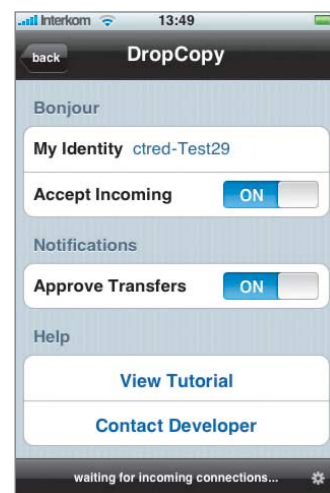 Interkom 13:49
back DropCopy
Bonjour
My Identity ctred-Test29
Accept Incoming ON
Notifications
Approve Transfers ON
Help
View Tutorial
Contact Developer
waiting for incoming connections...